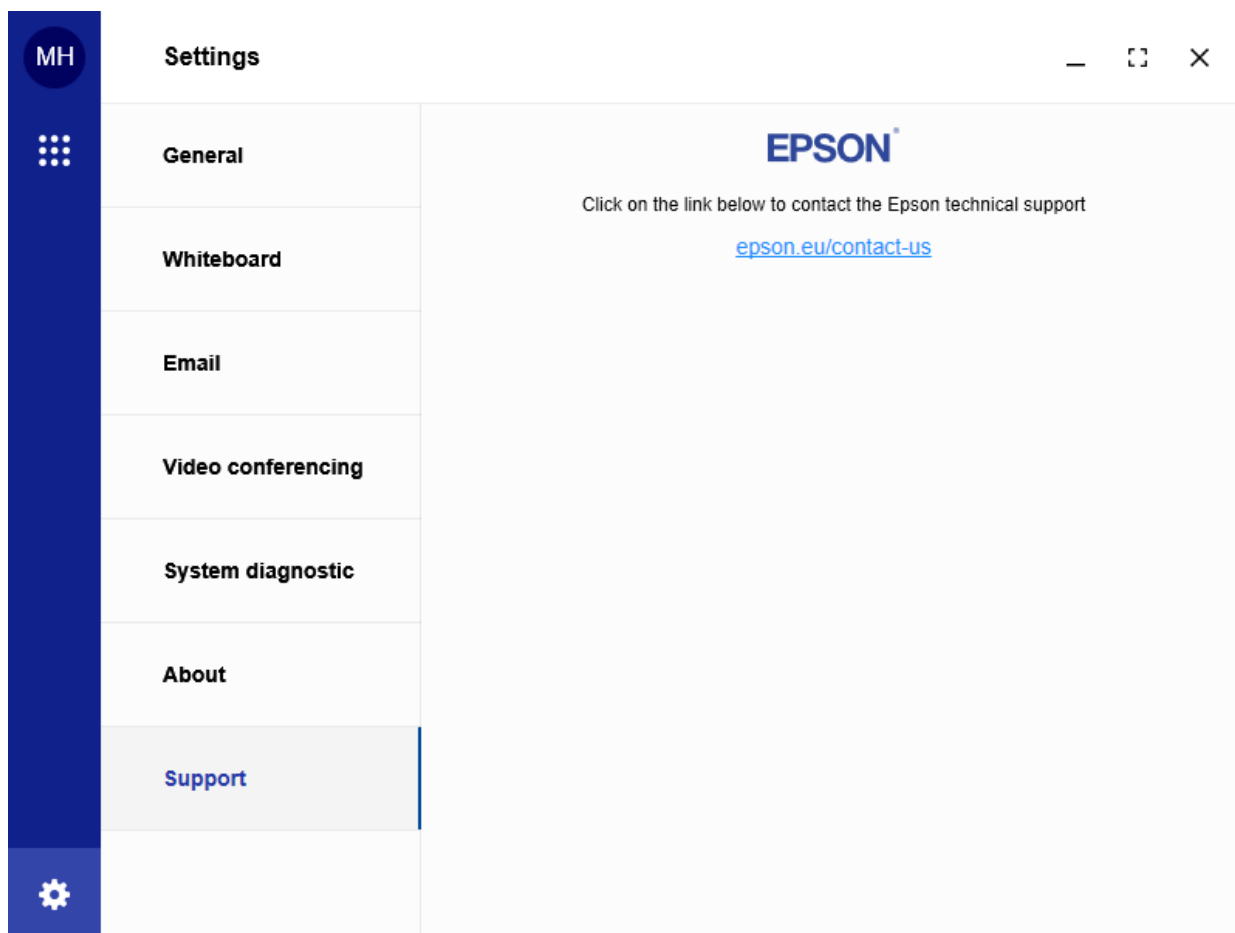 MH
Settings
General
Whiteboard
Email
Video conferencing
System diagnostic
About
Support
EPSON
Click on the link below to contact the Epson technical support
epson.eu/contact-us